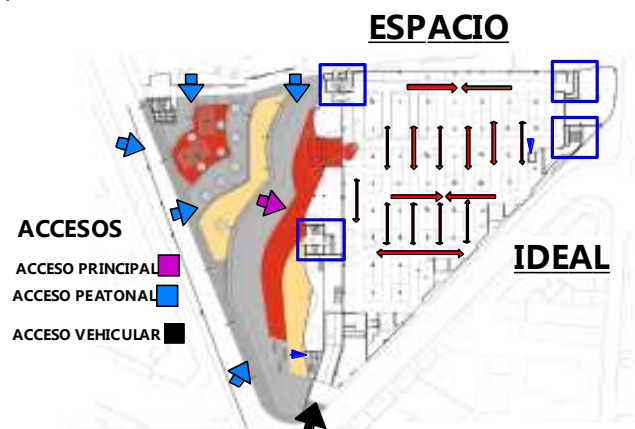 ESPACIO
ACCESOS
IDEAL
ACCESO PRINCIPAL
ACCESO PEATONAL
ACCESO VEHICULAR